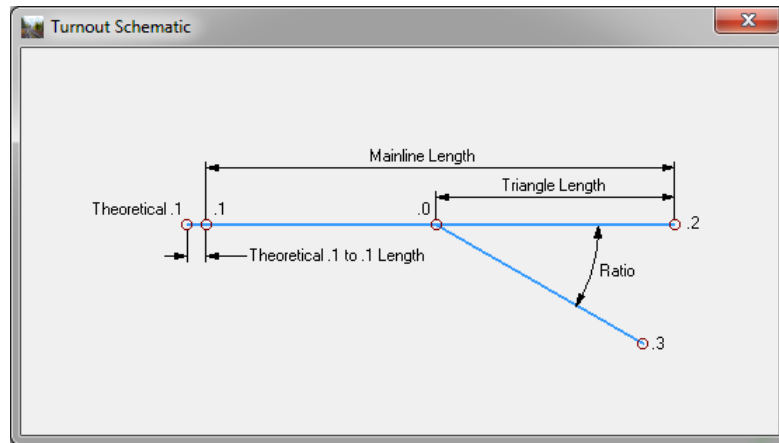 Turnout Schematic
Mainline Length
Triangle Length
Theoretical .1
.1
.0
.2
Theoretical .1 to .1 Length
Ratio
.3